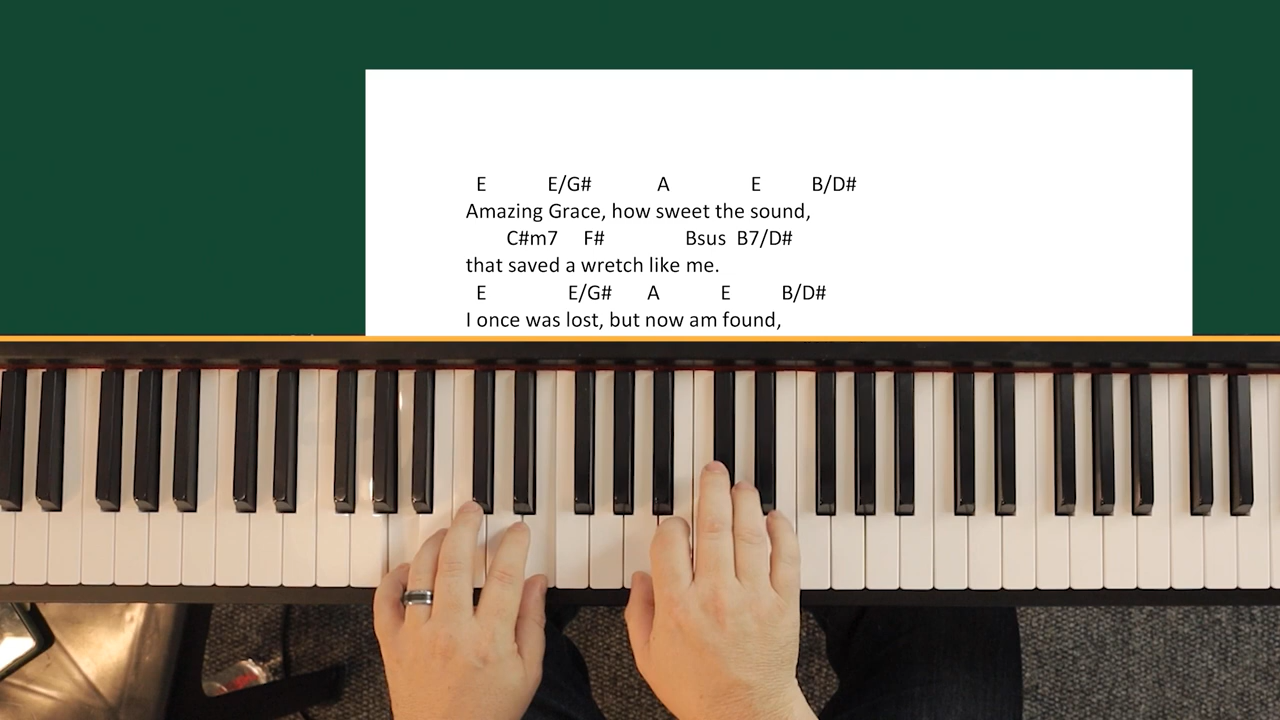 E E/G# A E B/D#
Amazing Grace, how sweet the sound,
C#m7 F# Bsus B7/D#
that saved a wretch like me.
E E/G# A E B/D#
I once was lost, but now am found,